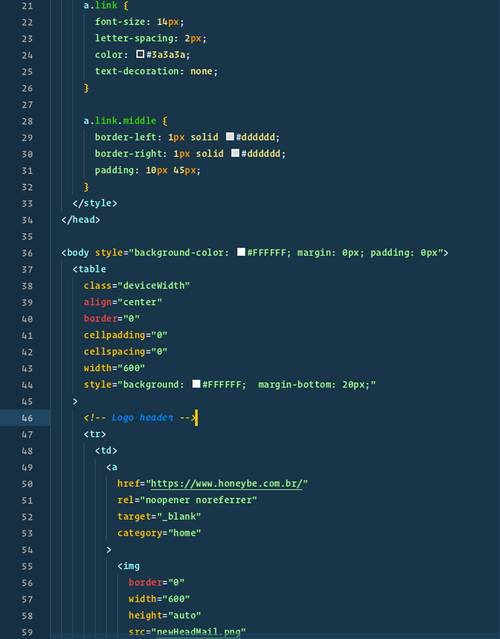 21 a.link {
22 font-size: 14px;
23 letter-spacing: 2px;
24 color: #3a3a3a;
25 text-decoration: none;
26 }
27
28 a.link.middle {
29 border-left: 1px solid #dddddd;
30 border-right: 1px solid #dddddd;
31 padding: 10px 45px;
32 }
33 </style>
34 </head>
35
36 <body style="background-color: #FFFFFF; margin: 0px; padding: 0px">
37 <table
38 class="deviceWidth"
39 align="center"
40 border="0"
41 cellpadding="0"
42 cellspacing="0"
43 width="600"
44 style="background: #FFFFFF;  margin-bottom: 20px;"
45 >
46 <!-- Logo header -->
47 <tr>
48 <td>
49 <a
50 href="https://www.honeybe.com.br/"
51 rel="noopener noreferrer"
52 target="_blank"
53 category="home"
54 >
55 <img
56 border="0"
57 width="600"
58 height="auto"
59 src="newHeadMail.png"